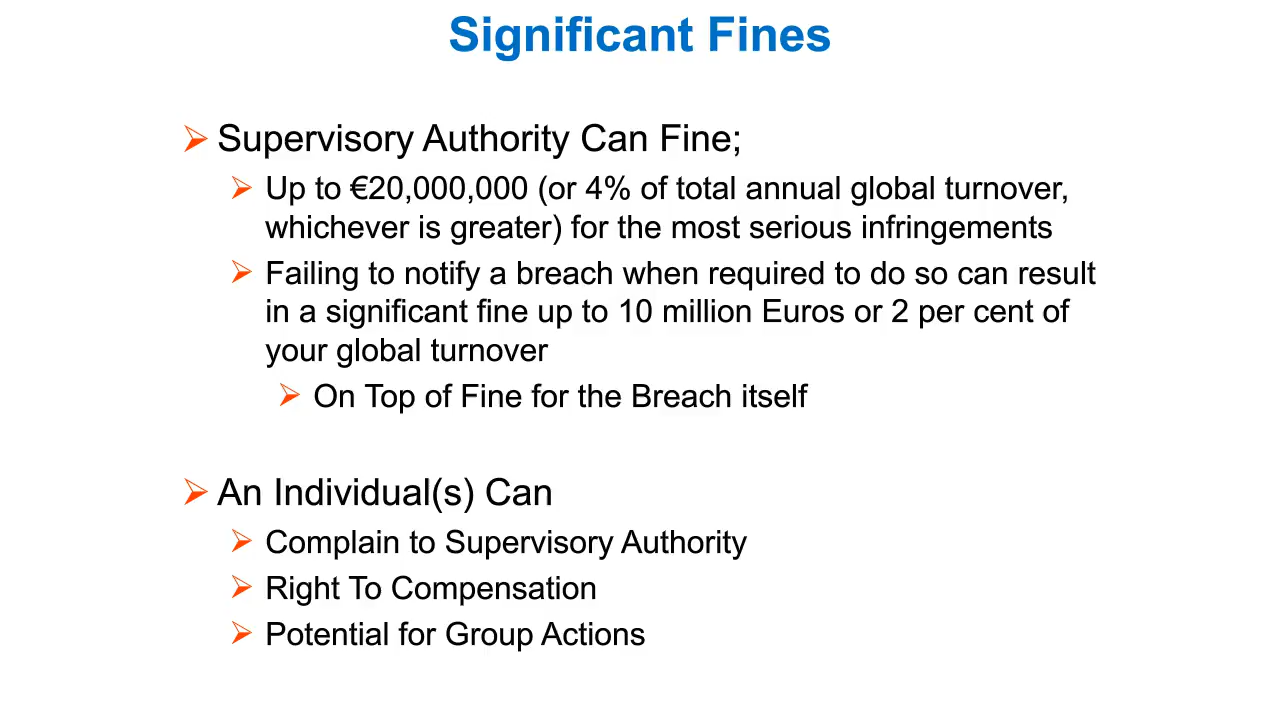 Significant Fines
Supervisory Authority Can Fine;
Up to €20,000,000 (or 4% of total annual global turnover,
whichever is greater) for the most serious infringements
Failing to notify a breach when required to do so can result
in a significant fine up to 10 million Euros or 2 per cent of
your global turnover
On Top of Fine for the Breach itself
An Individual(s) Can
Complain to Supervisory Authority
Right To Compensation
Potential for Group Actions